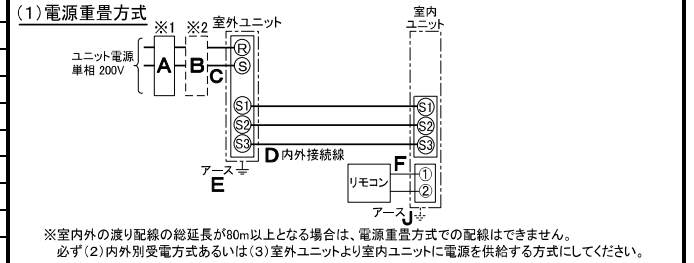 (1)電源重畳方式
※1 ※2 室外ユニット 室内
ユニット
ユニット電源
単相 200V
A B C R S
S1 S1
S2 S2
S3 S3
D 内外接続線
アース
E
リモコン F ① ②
アース J
※室内外の渡り配線の総延長が80m以上となる場合は、電源重畳方式での配線はできません。
必ず(2)内外別受電方式あるいは(3)室外ユニットより室内ユニットに電源を供給する方式にしてください。